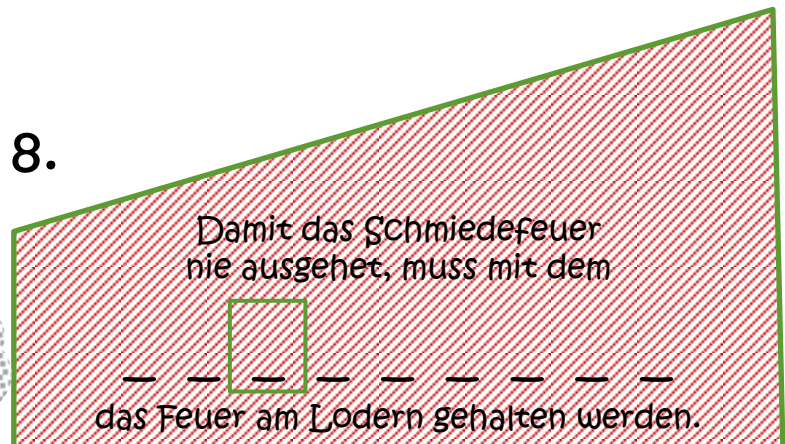 8.
Damit das Schmiedefeuer
nie ausgehet, muss mit dem
_ _ _ _ _ _ _ _ _
das Feuer am Lodern gehalten werden.